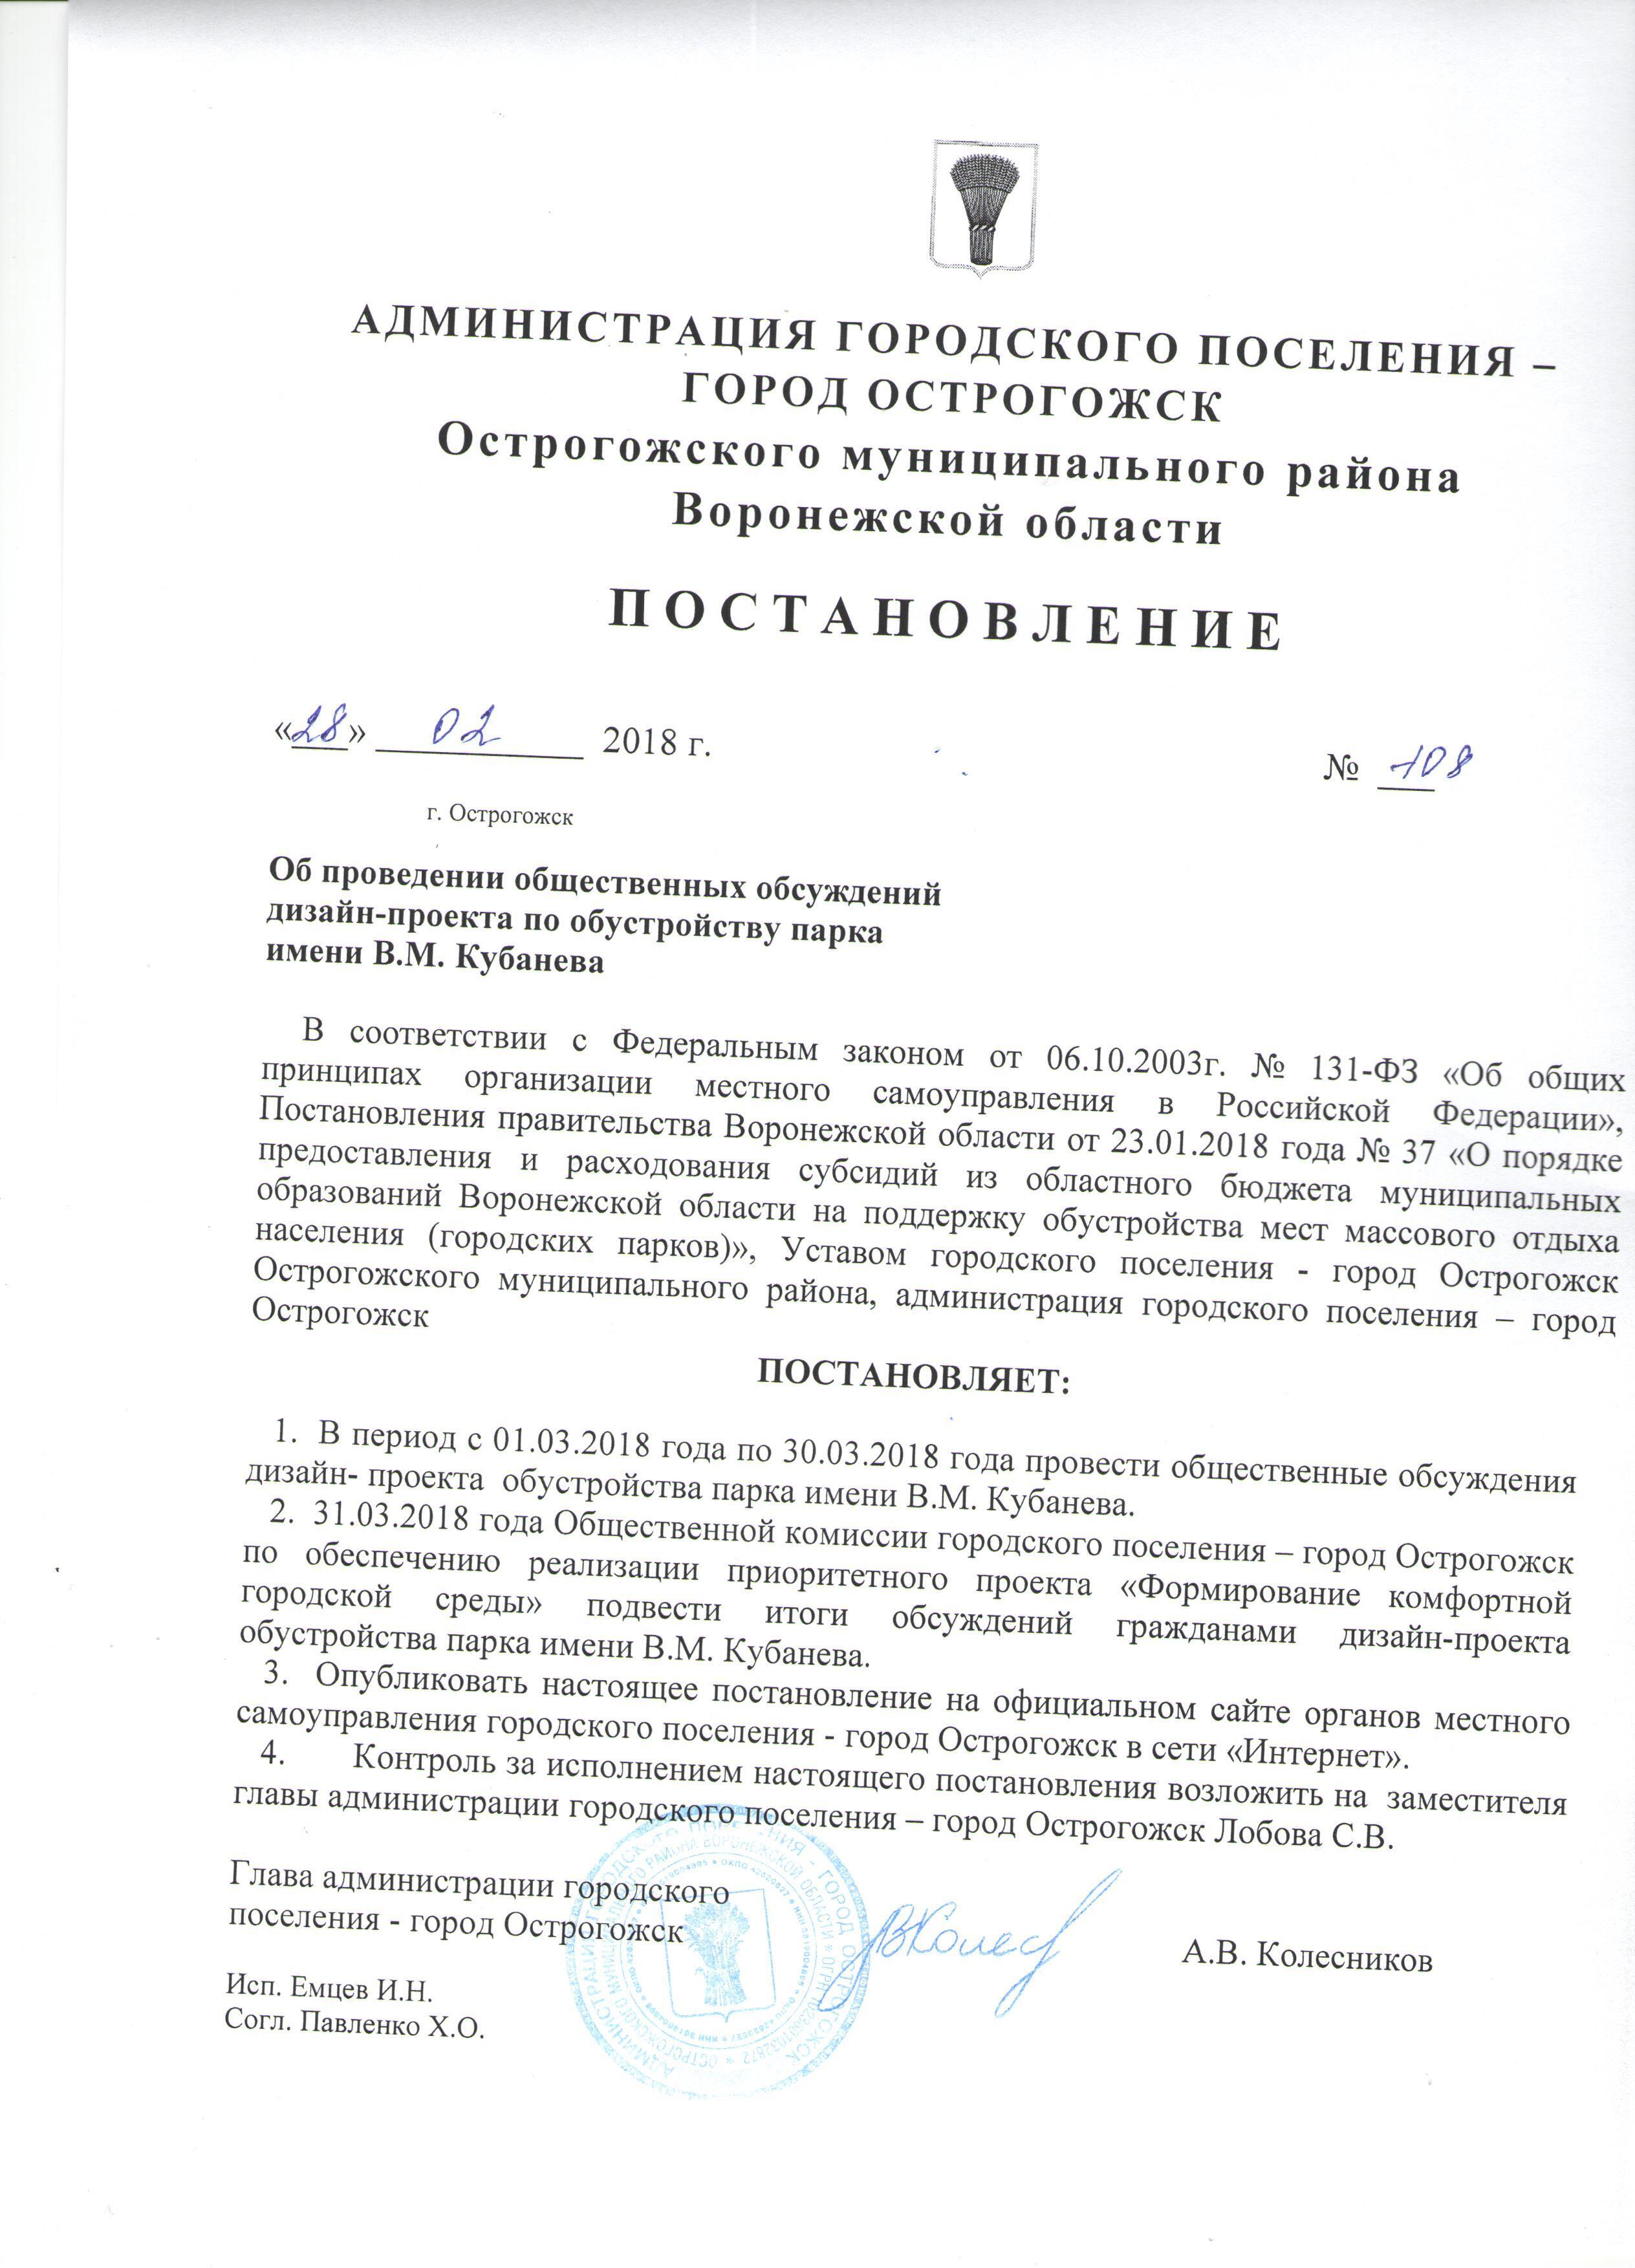 АДМИНИСТРАЦИЯ ГОРОДСКОГО ПОСЕЛЕНИЯ –
ГОРОД ОСТРОГОЖСК
Острогожского муниципального района
Воронежской области
ПОСТАНОВЛЕНИЕ
«28» 02 2018 г.
№ 108
г. Острогожск
Об проведении общественных обсуждений
дизайн-проекта по обустройству парка
имени В.М. Кубанева
В соответствии с Федеральным законом от 06.10.2003г. № 131-ФЗ «Об общих
принципах организации местного самоуправления в Российской Федерации»,
Постановления правительства Воронежской области от 23.01.2018 года № 37 «О порядке
предоставления и расходования субсидий из областного бюджета муниципальных
образований Воронежской области на поддержку обустройства мест массового отдыха
населения (городских парков)», Уставом городского поселения - город Острогожск
Острогожского муниципального района, администрация городского поселения – город
Острогожск
ПОСТАНОВЛЯЕТ:
1. В период с 01.03.2018 года по 30.03.2018 года провести общественные обсуждения
дизайн- проекта обустройства парка имени В.М. Кубанева.
2. 31.03.2018 года Общественной комиссии городского поселения – город Острогожск
по обеспечению реализации приоритетного проекта «Формирование комфортной
городской среды» подвести итоги обсуждений гражданами дизайн-проекта
обустройства парка имени В.М. Кубанева.
3. Опубликовать настоящее постановление на официальном сайте органов местного
самоуправления городского поселения - город Острогожск в сети «Интернет».
4. Контроль за исполнением настоящего постановления возложить на заместителя
главы администрации городского поселения – город Острогожск Лобова С.В.
Глава администрации городского
поселения - город Острогожск
А.В. Колесников
Исп. Емцев И.Н.
Согл. Павленко Х.О.